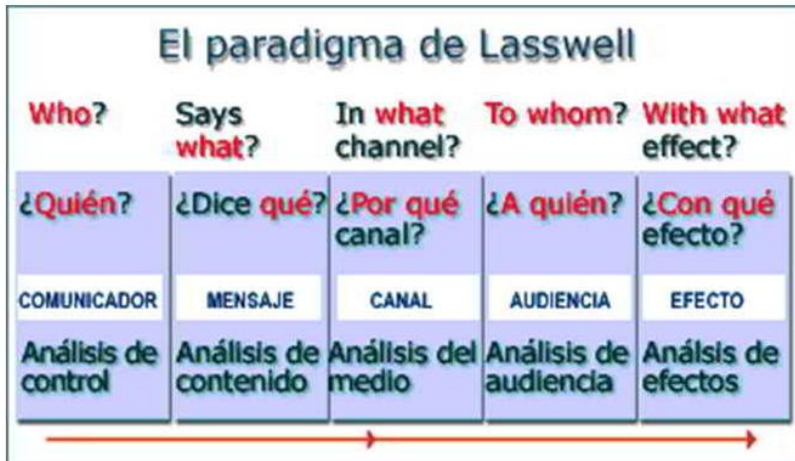 El paradigma de Lasswell
Who?
Says
what?
In what
channel?
To whom?
With what
effect?
¿Quién?
¿Dice qué?
¿Por qué
canal?
¿A quién?
¿Con qué
efecto?
COMUNICADOR
MENSAJE
CANAL
AUDIENCIA
EFECTO
Análisis de
control
Análisis de
contenido
Análisis del
medio
Análisis de
audiencia
Análsis de
efectos